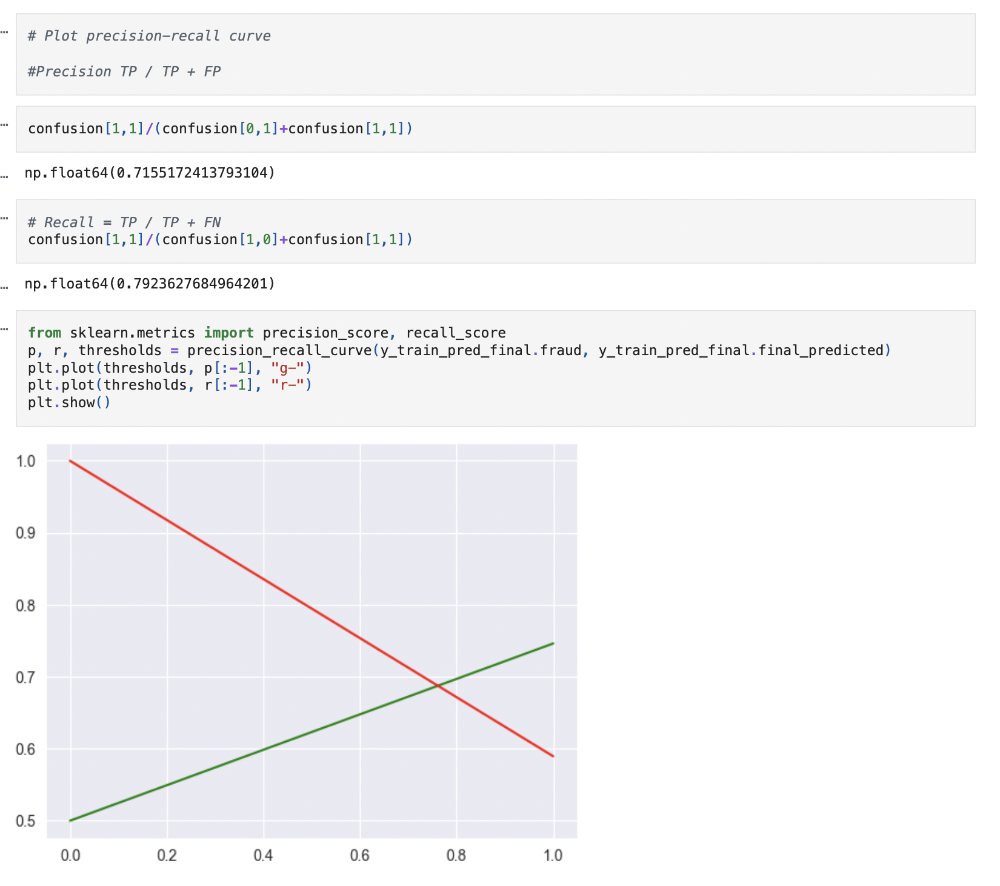 # Plot precision-recall curve
#Precision TP / TP + FP
confusion[1,1]/(confusion[0,1]+confusion[1,1])
np.float64(0.7155172413793104)
# Recall = TP / TP + FN
confusion[1,1]/(confusion[1,0]+confusion[1,1])
np.float64(0.7923627684964201)
from sklearn.metrics import precision_score, recall_score
p, r, thresholds = precision_recall_curve(y_train_pred_final.fraud, y_train_pred_final.final_predicted)
plt.plot(thresholds, p[:-1], "g-")
plt.plot(thresholds, r[:-1], "r-")
plt.show()
1.0
0.9
0.8
0.7
0.6
0.5
0.0 0.2 0.4 0.6 0.8 1.0